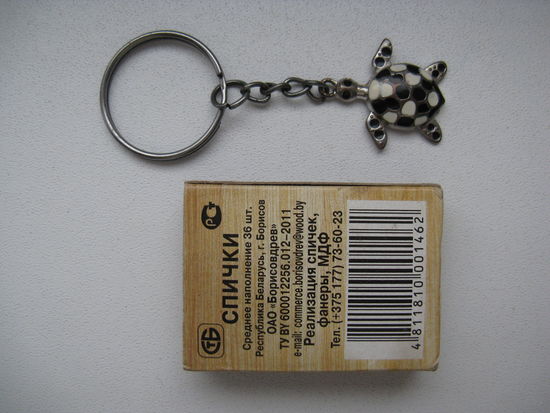 СПИЧКИ
Среднее наполнение 36 шт.
Республика Беларусь, г. Борисов
ОАО «Борисовдрев»
ТУ BY 600012256.012–2011
e-mail: commerce.borisovdrev@wood.by
Реализация спичек,
фанеры, МДФ
Тел. (+375 177) 73-60-23
4811810001462